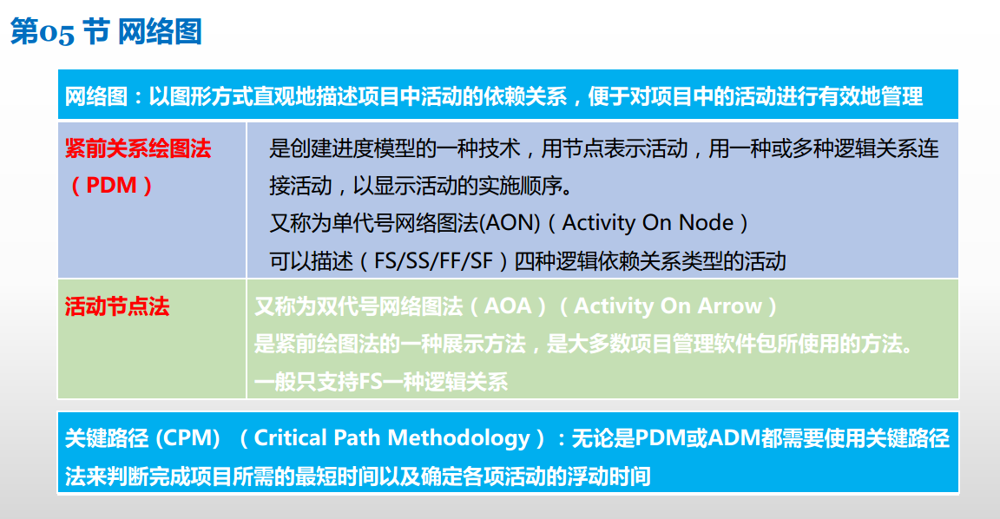 第05 节 网络图
网络图：以图形方式直观地描述项目中活动的依赖关系，便于对项目中的活动进行有效地管理
紧前关系绘图法
（PDM）
是创建进度模型的一种技术，用节点表示活动，用一种或多种逻辑关系连
接活动，以显示活动的实施顺序。
又称为单代号网络图法(AON)（Activity On Node）
可以描述（FS/SS/FF/SF）四种逻辑依赖关系类型的活动
活动节点法
又称为双代号网络图法（AOA）（Activity On Arrow）
是紧前绘图法的一种展示方法，是大多数项目管理软件包所使用的方法。
一般只支持FS一种逻辑关系
关键路径 (CPM) （Critical Path Methodology）：无论是PDM或ADM都需要使用关键路径
法来判断完成项目所需的最短时间以及确定各项活动的浮动时间